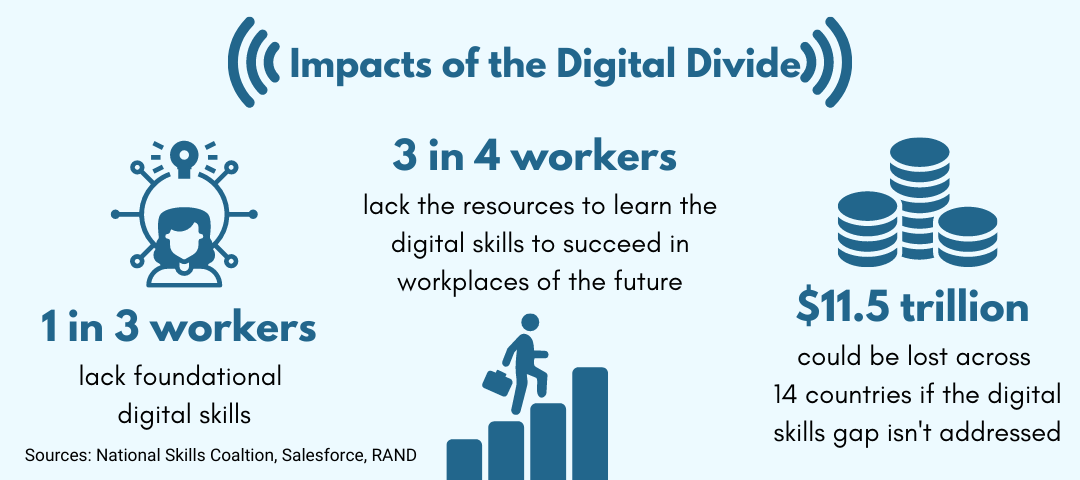 Impacts of the Digital Divide
1 in 3 workers
lack foundational
digital skills
3 in 4 workers
lack the resources to learn the
digital skills to succeed in
workplaces of the future
$11.5 trillion
could be lost across
14 countries if the digital
skills gap isn't addressed
Sources: National Skills Coaltion, Salesforce, RAND